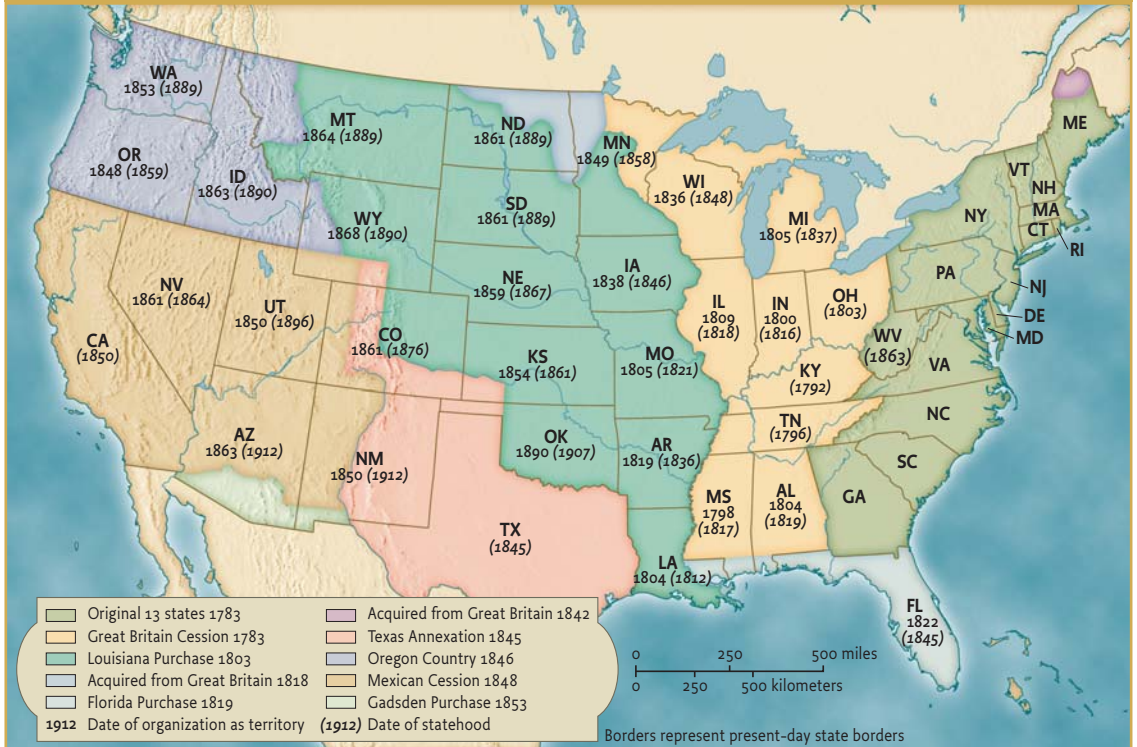 WA
1853 (1889)
OR
1848 (1859)
ID
1863 (1890)
MT
1864 (1889)
ND
1861 (1889)
MN
1849 (1858)
SD
1861 (1889)
WY
1868 (1890)
WI
1836 (1848)
MI
1805 (1837)
ME
VT
NH
MA
CT
RI
NY
PA
NJ
DE
MD
NE
1859 (1867)
IA
1838 (1846)
NV
1861 (1864)
UT
1850 (1896)
CA
(1850)
CO
1861 (1876)
KS
1854 (1861)
MO
1805 (1821)
IL
1809
(1818)
IN
1800
(1816)
OH
(1803)
WV
(1863)
VA
KY
(1792)
TN
(1796)
NC
SC
GA
AZ
1863 (1912)
NM
1850 (1912)
OK
1890 (1907)
AR
1819 (1836)
MS
1798
(1817)
AL
1804
(1819)
TX
(1845)
LA
1804 (1812)
FL
1822
(1845)
Original 13 states 1783
Great Britain Cession 1783
Louisiana Purchase 1803
Acquired from Great Britain 1818
Florida Purchase 1819
1912 Date of organization as territory
Acquired from Great Britain 1842
Texas Annexation 1845
Oregon Country 1846
Mexican Cession 1848
Gadsden Purchase 1853
(1912) Date of statehood
0 250 500 miles
0 250 500 kilometers
Borders represent present-day state borders